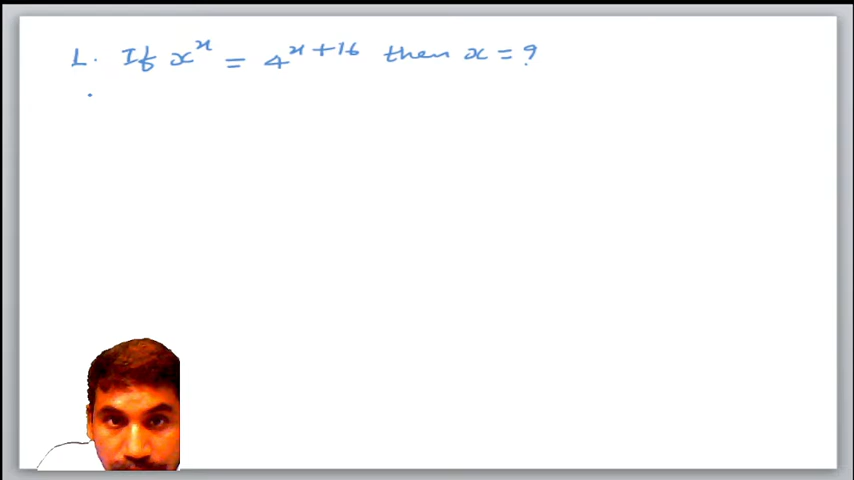 1. If x^x = 4^x+16 then x = ?